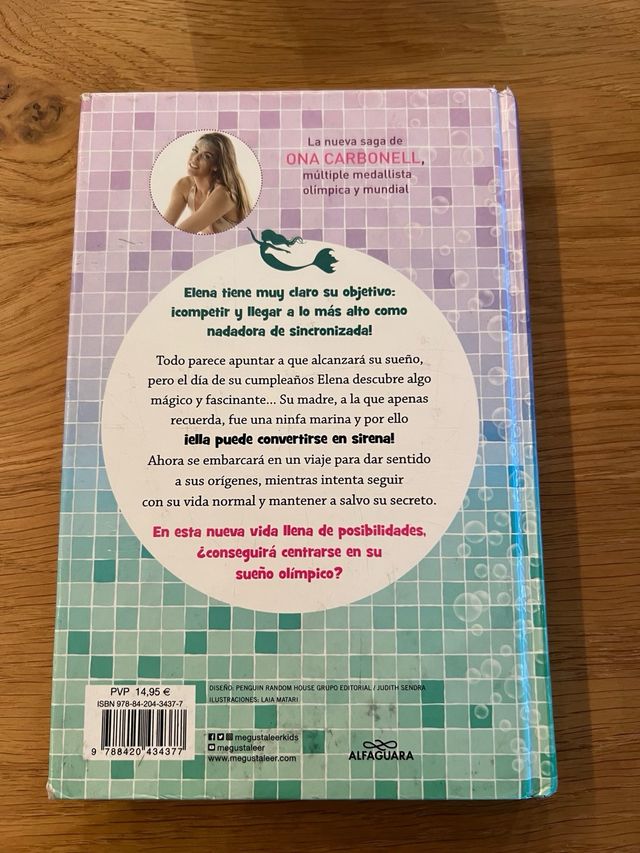 La nueva saga de
ONA CARBONELL,
múltiple medallista
olímpica y mundial
Elena tiene muy claro su objetivo:
¡competir y llegar a lo más alto como
nadadora de sincronizada!
Todo parece apuntar a que alcanzará su sueño,
pero el día de su cumpleaños Elena descubre algo
mágico y fascinante... Su madre, a la que apenas
recuerda, fue una ninfa marina y por ello
¡ella puede convertirse en sirena!
Ahora se embarcará en un viaje para dar sentido
a sus orígenes, mientras intenta seguir
con su vida normal y mantener a salvo su secreto.
En esta nueva vida llena de posibilidades,
¿conseguirá centrarse en su
sueño olímpico?
PVP 14,95 €
ISBN 978-84-204-3437-7
9 788420 434377
DISEÑO: PENGUIN RANDOM HOUSE GRUPO EDITORIAL / JUDITH SENDRA
ILUSTRACIONES: LAIA MATARI
megustaleerkids
megustaleer
www.megustaleer.com
ALFAGUARA